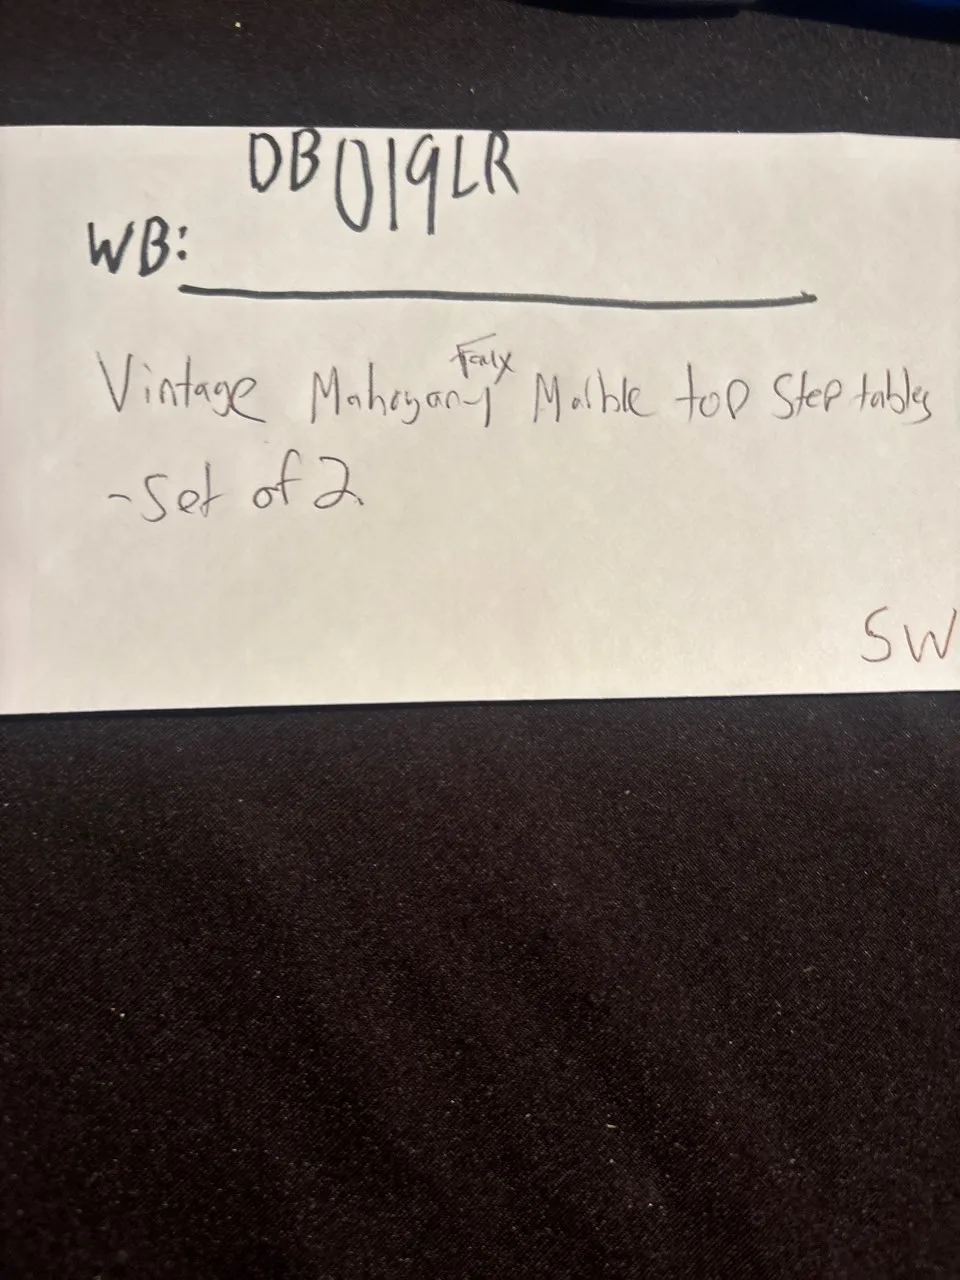 DB019LR
WB:
Faux
Vintage Mahogany Marble top Step tables
-Set of 2
SW